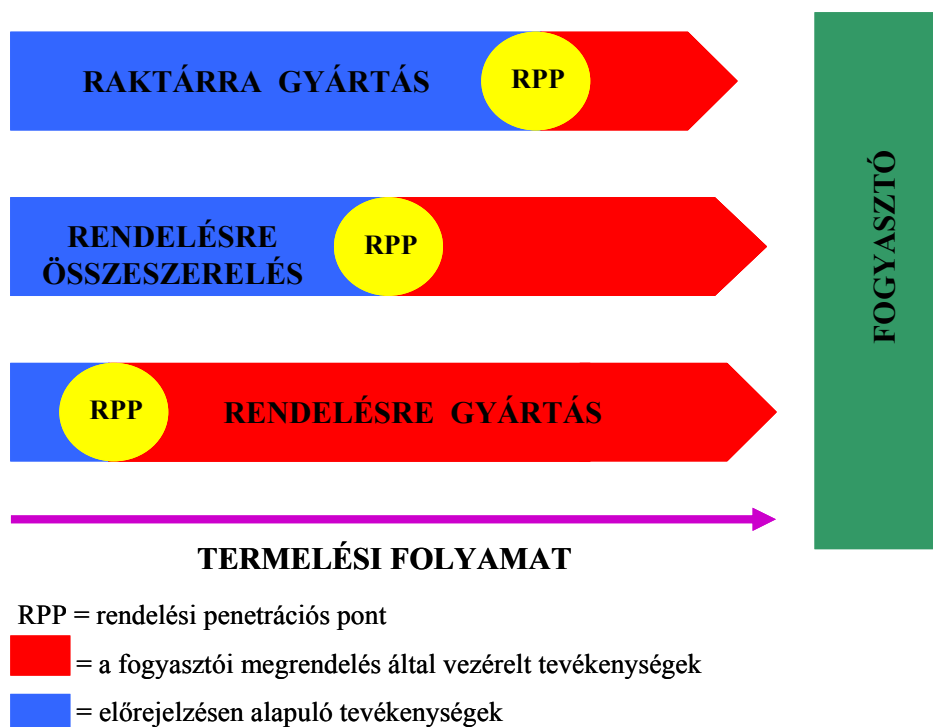 RAKTÁRRA GYÁRTÁS
RPP
RENDELÉSRE
ÖSSZESZERELÉS
RPP
RPP
RENDELÉSRE GYÁRTÁS
FOGYASZTÓ
TERMELÉSI FOLYAMAT
RPP = rendelési penetrációs pont
= a fogyasztói megrendelés által vezérelt tevékenységek
= előrejelzésen alapuló tevékenységek